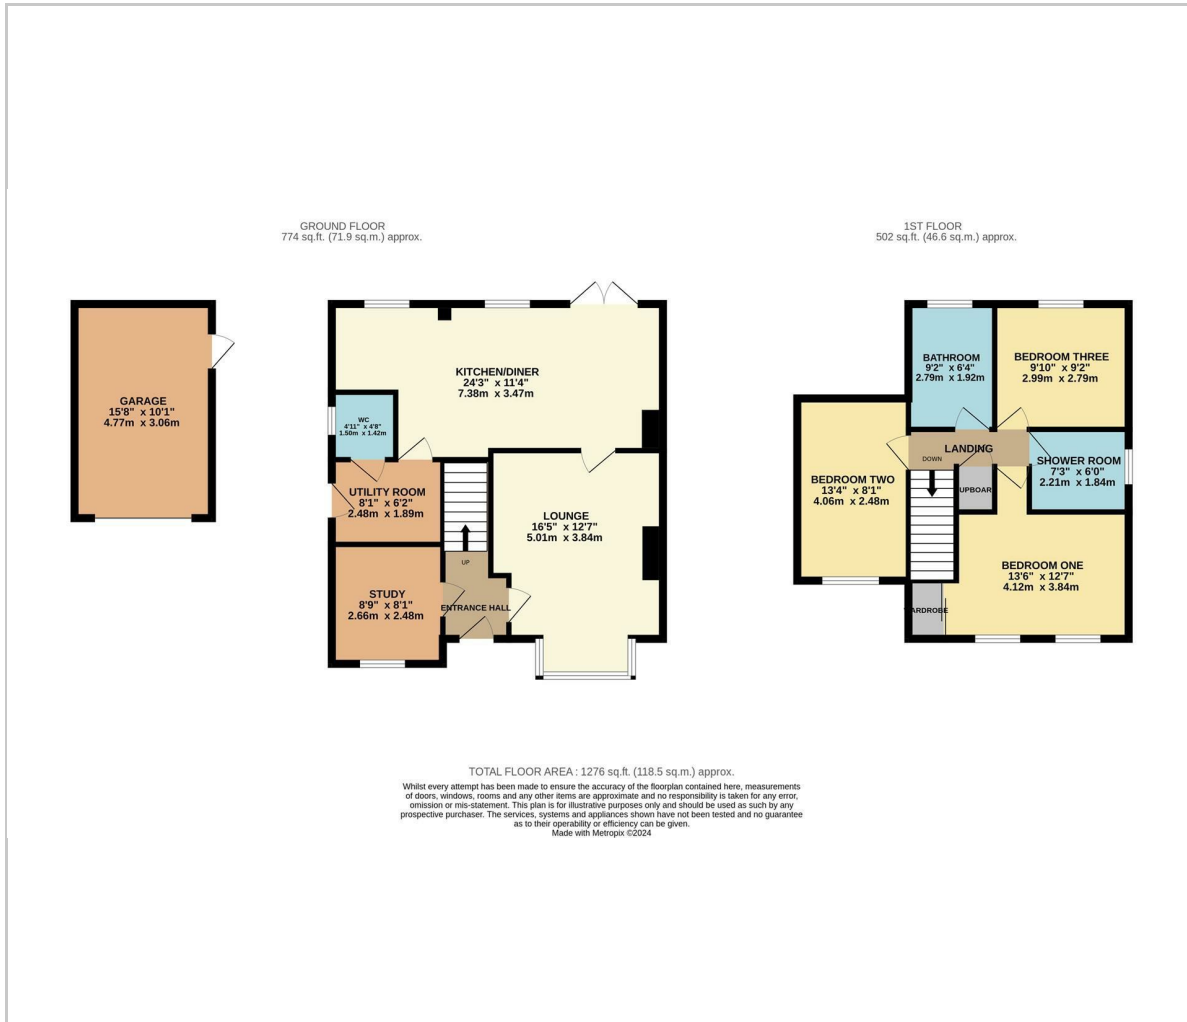 GROUND FLOOR
774 sq.ft. (71.9 sq.m.) approx.
1ST FLOOR
502 sq.ft. (46.6 sq.m.) approx.
GARAGE
15'8" x 10'1"
4.77m x 3.06m
KITCHEN/DINER
24'3" x 11'4"
7.38m x 3.47m
WC
4'11" x 4'8"
1.50m x 1.42m
UTILITY ROOM
8'1" x 6'2"
2.48m x 1.89m
LOUNGE
16'5" x 12'7"
5.01m x 3.84m
UP
STUDY
8'9" x 8'1"
2.66m x 2.48m
ENTRANCE HALL
BATHROOM
9'2" x 6'4"
2.79m x 1.92m
BEDROOM THREE
9'10" x 9'2"
2.99m x 2.79m
LANDING
DOWN
SHOWER ROOM
7'3" x 6'0"
2.21m x 1.84m
BEDROOM TWO
13'4" x 8'1"
4.06m x 2.48m
UPBOAR
BEDROOM ONE
13'6" x 12'7"
4.12m x 3.84m
WARDROBE
TOTAL FLOOR AREA : 1276 sq.ft. (118.5 sq.m.) approx.
Whilst every attempt has been made to ensure the accuracy of the floorplan contained here, measurements
of doors, windows, rooms and any other items are approximate and no responsibility is taken for any error,
omission or mis-statement. This plan is for illustrative purposes only and should be used as such by any
prospective purchaser. The services, systems and appliances shown have not been tested and no guarantee
as to their operability or efficiency can be given.
Made with Metropix ©2024